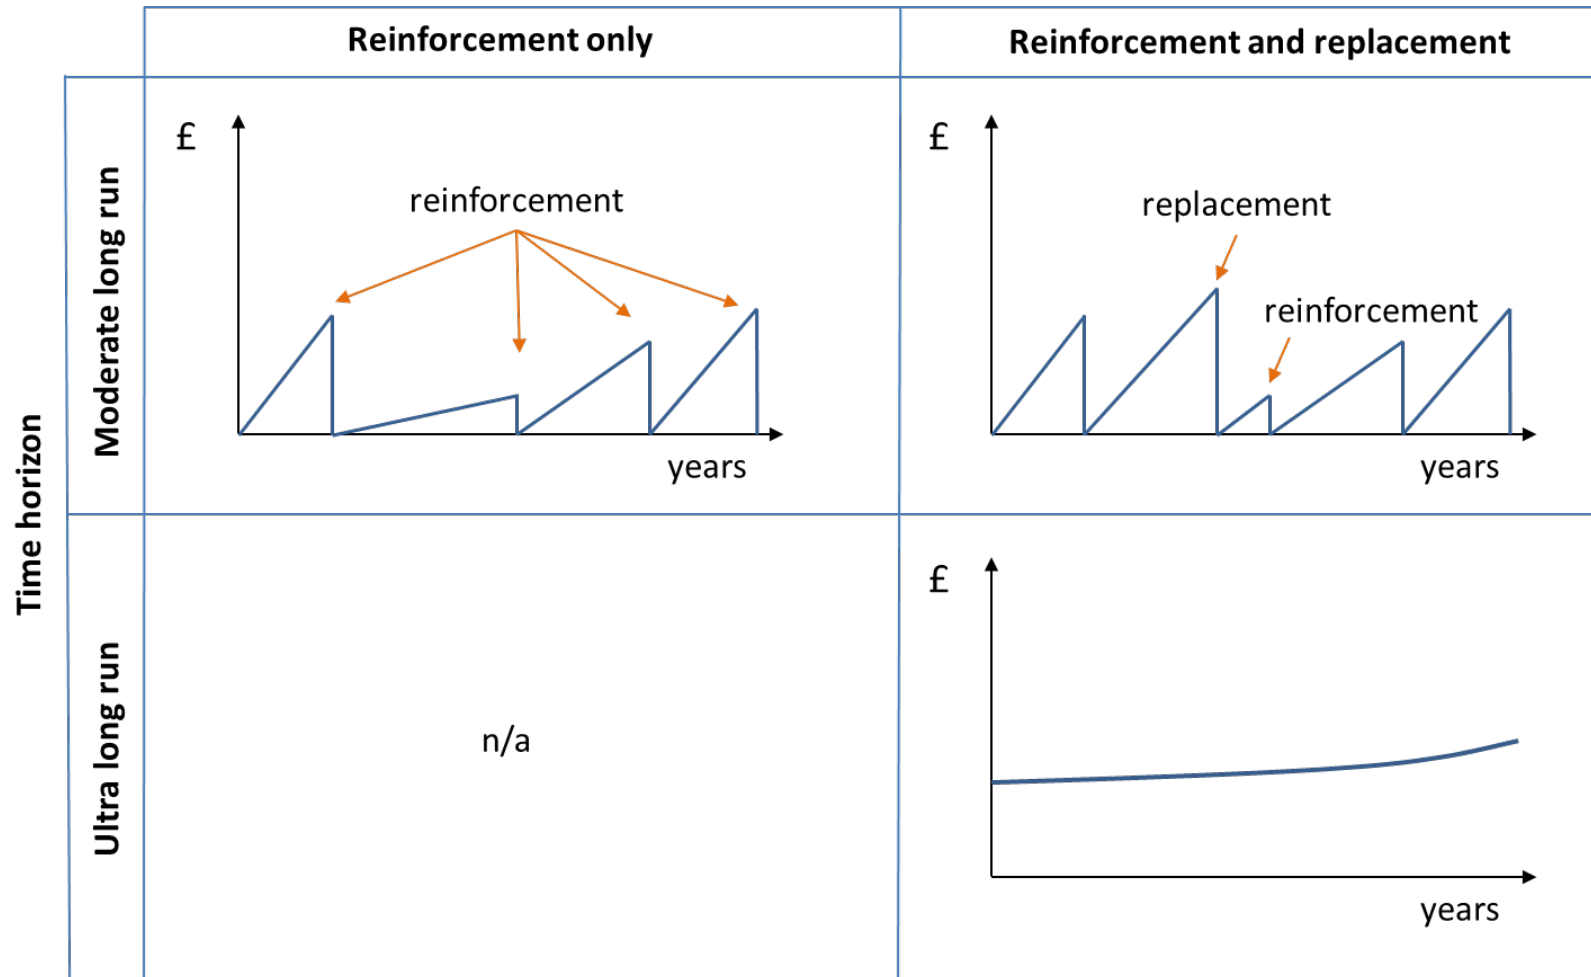 Reinforcement only
Reinforcement and replacement
Time horizon
Moderate long run
£
reinforcement
years
£
replacement
reinforcement
years
Ultra long run
n/a
£
years